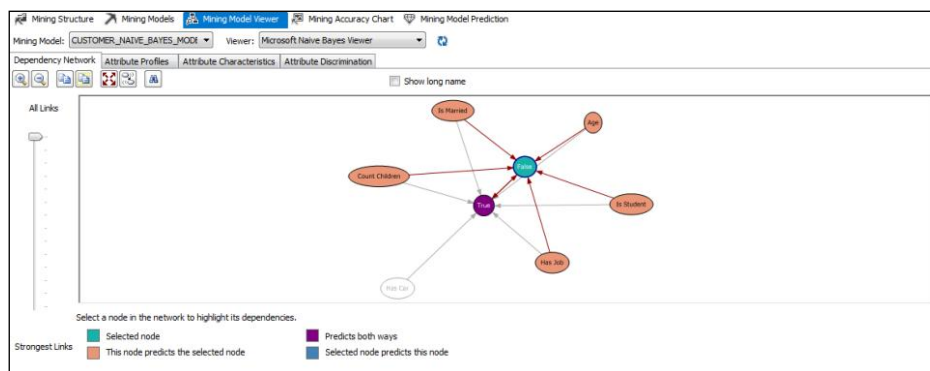 Mining Structure Mining Models Mining Model Viewer Mining Accuracy Chart Mining Model Prediction
Mining Model: CUSTOMER_NAIVE_BAYES_MODE Viewer: Microsoft Naive Bayes Viewer
Dependency Network Attribute Profiles Attribute Characteristics Attribute Discrimination
Show long name
All Links
Is Married
Age
False
Count Children
True
Is Student
Has Job
Has Car
Select a node in the network to highlight its dependencies.
Selected node Predicts both ways
Strongest Links
This node predicts the selected node Selected node predicts this node